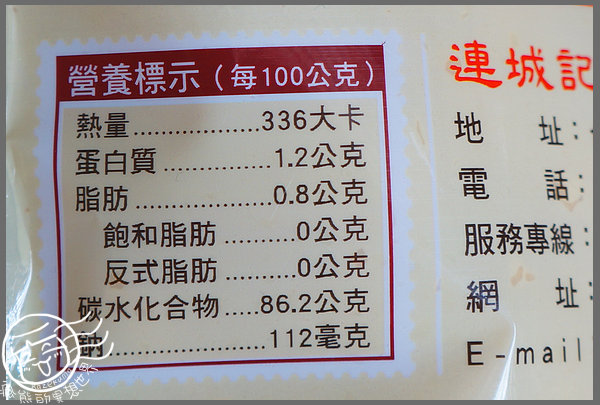 營養標示（每100公克）
熱量..................336大卡
蛋白質...............1.2公克
脂肪...................0.8公克
飽和脂肪..........0公克
反式脂肪..........0公克
碳水化合物.....86.2公克
鈉......................112毫克
連城記
地 址:
電 話:
服務專線:
網 址:
E-mail